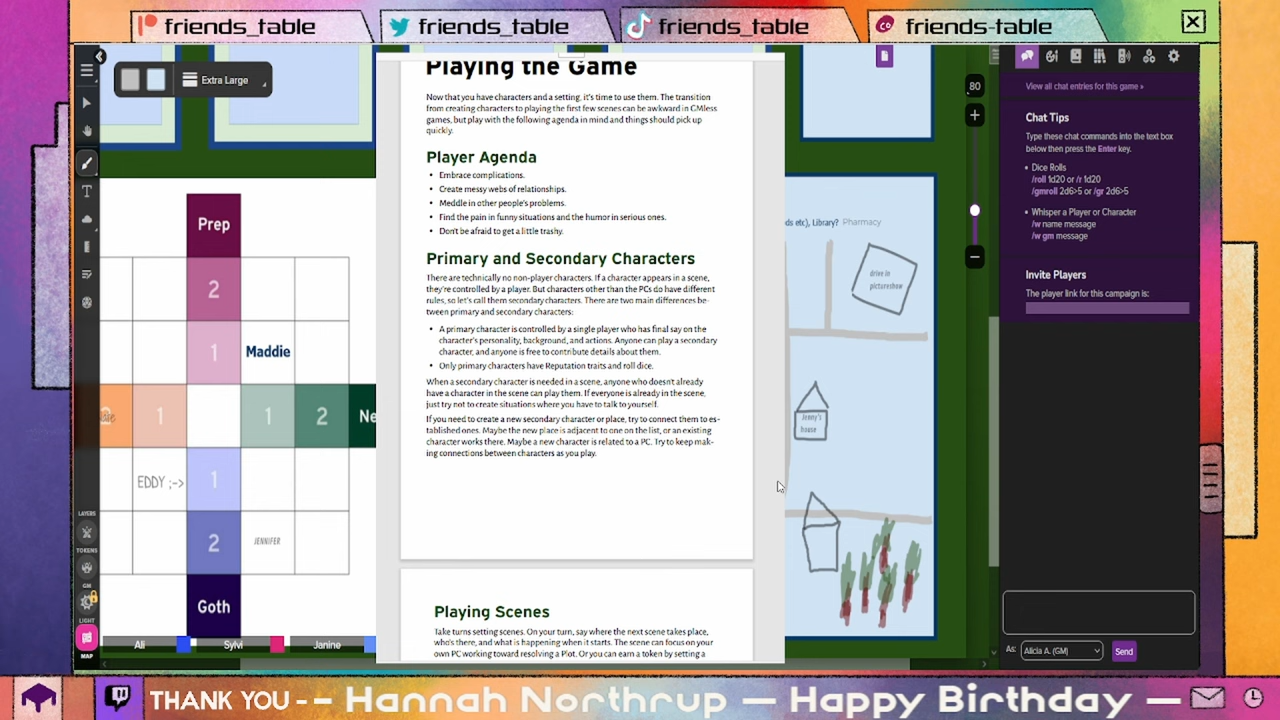 friends_table
friends_table
friends_table
friends-table
Extra Large
Playing the Game
Now that you have characters and a setting, it's time to use them. The transition
from creating characters to playing the first few scenes can be awkward in GMless
games, but play with the following agenda in mind and things should pick up
quickly.
Player Agenda
• Embrace complications.
• Create messy webs of relationships.
• Meddle in other people's problems.
• Find the pain in funny situations and the humor in serious ones.
• Don't be afraid to get a little trashy.
Primary and Secondary Characters
There are technically no non-player characters. If a character appears in a scene,
they're controlled by a player. But characters other than the PCs do have different
rules, so let's call them secondary characters. There are two main differences be-
tween primary and secondary characters:
• A primary character is controlled by a single player who has final say on the
character's personality, background, and actions. Anyone can play a secondary
character, and anyone is free to contribute details about them.
• Only primary characters have Reputation traits and roll dice.
When a secondary character is needed in a scene, anyone who doesn't already
have a character in the scene can play them. If everyone is already in the scene,
just try not to create situations where you have to talk to yourself.
If you need to create a new secondary character or place, try to connect them to es-
tablished ones. Maybe the new place is adjacent to one on the list, or an existing
character works there. Maybe a new character is related to a PC. Try to keep mak-
ing connections between characters as you play.
Playing Scenes
Take turns setting scenes. On your turn, say where the next scene takes place,
who's there, and what is happening when it starts. The scene can focus on your
own PC working toward resolving a Plot. Or you can earn a token by setting a
Prep
2
1 Maddie
2 1 1 2 Ne
EDDY ;-> 1
2 JENNIFER
Goth
Ali Sylvi Janine
LAYERS
TOKENS
GM
LIGHT
MAP
ds etc), Library? Pharmacy
drive in
pictureshow
Jenny's
house
80
View all chat entries for this game »
Chat Tips
Type these chat commands into the text box
below then press the Enter key.
• Dice Rolls
/roll 1d20 or /r 1d20
/gmroll 2d6>5 or /gr 2d6>5
• Whisper a Player or Character
/w name message
/w gm message
Invite Players
The player link for this campaign is:
As: Alicia A. (GM) Send
THANK YOU - – Hannah Northrup — Happy Birthday —